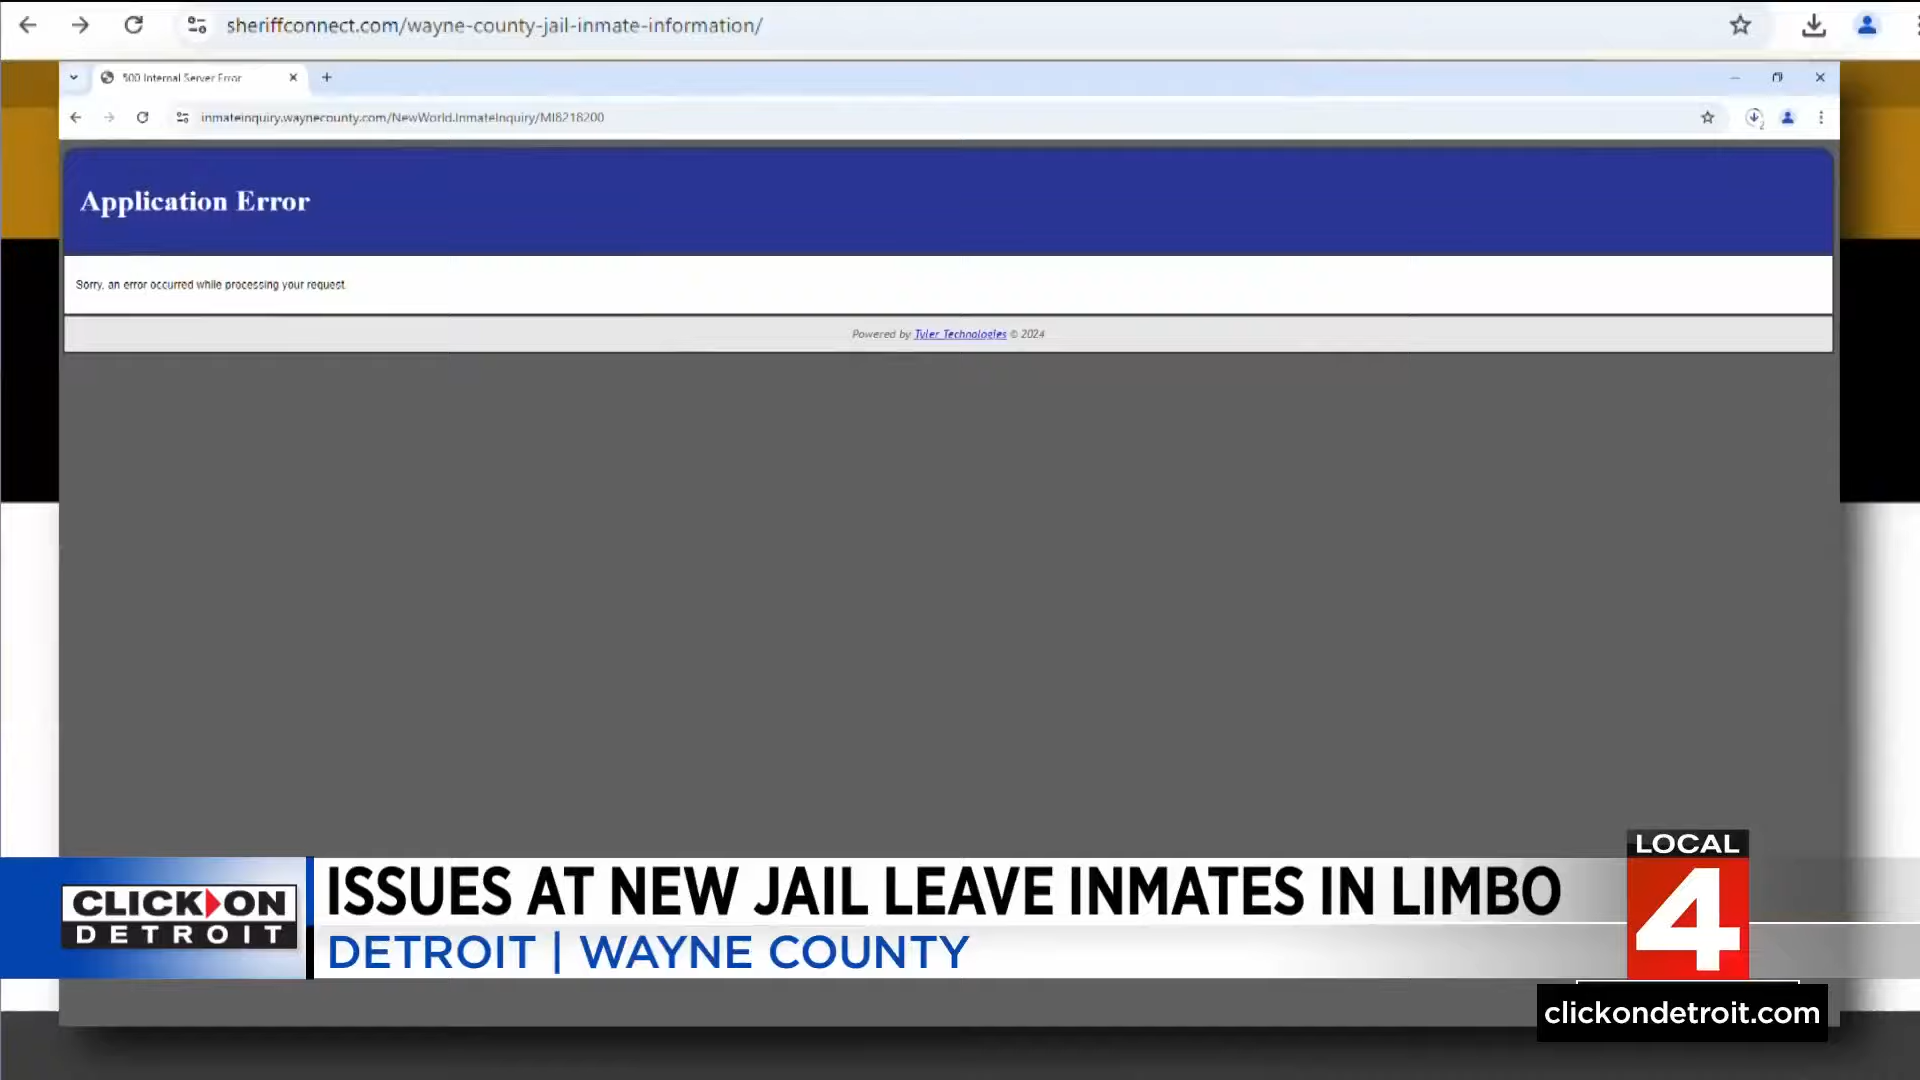 sheriffconnect.com/wayne-county-jail-inmate-information/
500 Internal Server Error
inmateinquiry.waynecounty.com/NewWorld.InmateInquiry/MI8218200
Application Error
Sorry, an error occurred while processing your request.
Powered by Tyler Technologies © 2024
LOCAL
4
CLICK ON
DETROIT
ISSUES AT NEW JAIL LEAVE INMATES IN LIMBO
DETROIT | WAYNE COUNTY
clickondetroit.com